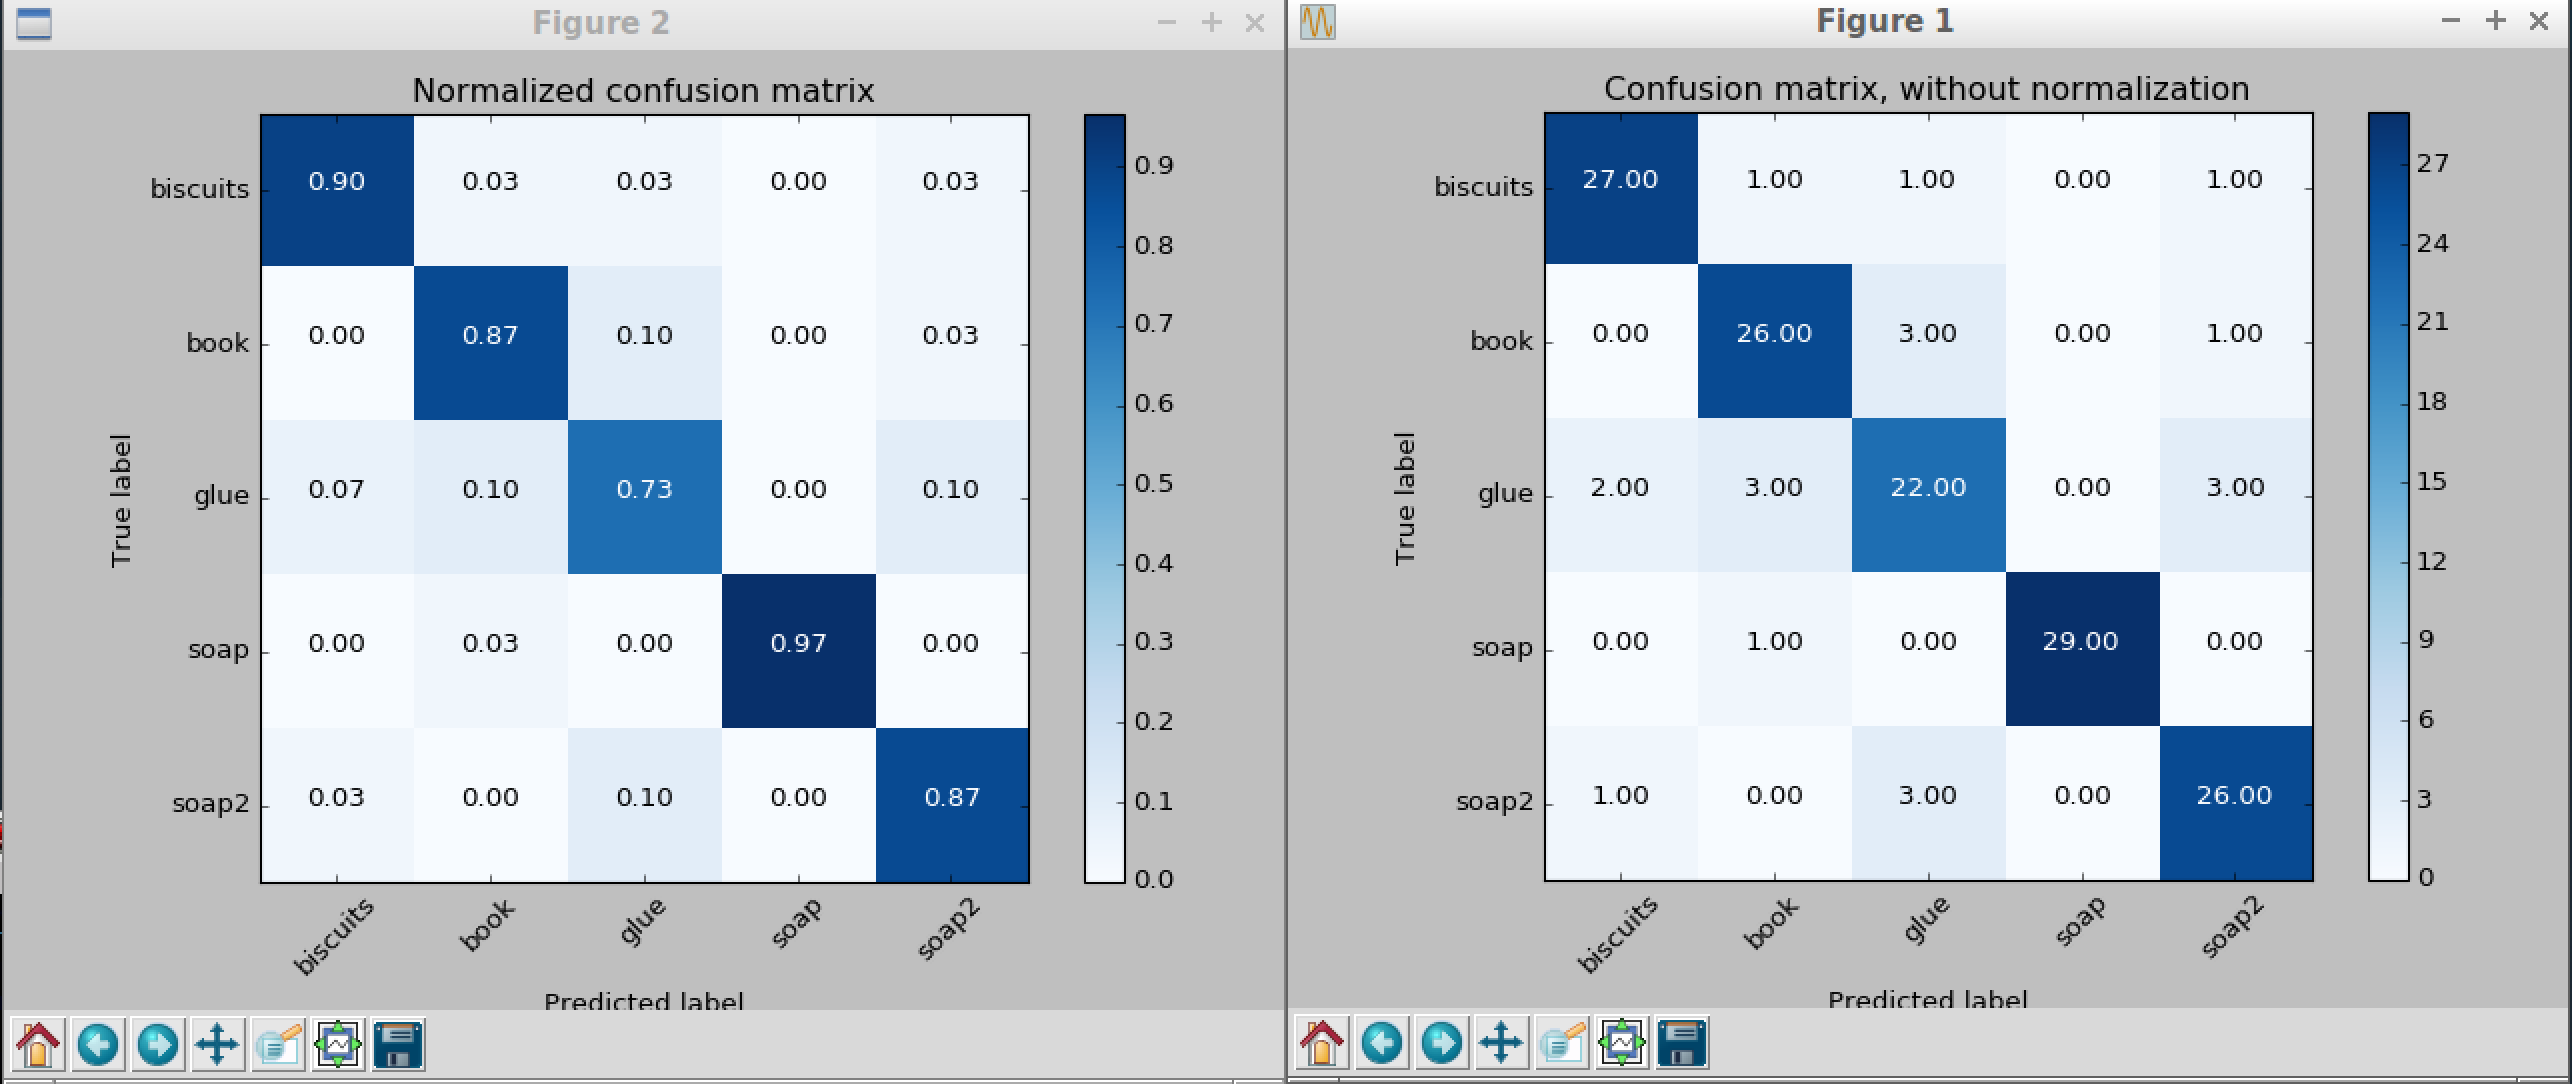 Figure 2
Normalized confusion matrix
biscuits 0.90 0.03 0.03 0.00 0.03
book 0.00 0.87 0.10 0.00 0.03
glue 0.07 0.10 0.73 0.00 0.10
soap 0.00 0.03 0.00 0.97 0.00
soap2 0.03 0.00 0.10 0.00 0.87
True label
biscuits book glue soap soap2
Predicted label
0.9
0.8
0.7
0.6
0.5
0.4
0.3
0.2
0.1
0.0
Figure 1
Confusion matrix, without normalization
biscuits 27.00 1.00 1.00 0.00 1.00
book 0.00 26.00 3.00 0.00 1.00
glue 2.00 3.00 22.00 0.00 3.00
soap 0.00 1.00 0.00 29.00 0.00
soap2 1.00 0.00 3.00 0.00 26.00
True label
biscuits book glue soap soap2
Predicted label
27
24
21
18
15
12
9
6
3
0